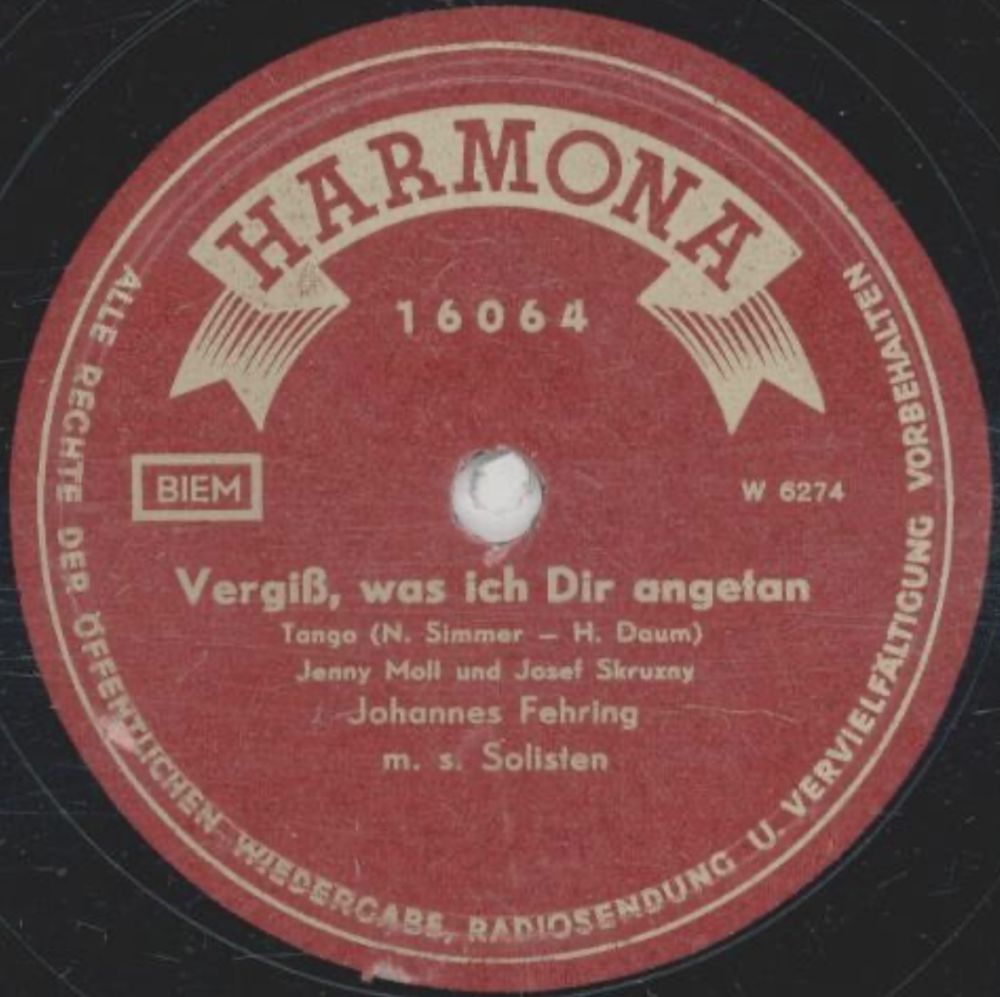 HARMONA
16064
BIEM
W 6274
Vergiß, was ich Dir angetan
Tango (N. Simmer – H. Daum)
Jenny Moll und Josef Skruzny
Johannes Fehring
m. s. Solisten
ALLE RECHTE DER ÖFFENTLICHEN WIEDERGABE, RADIOSENDUNG U. VERVIELFÄLTIGUNG VORBEHALTEN